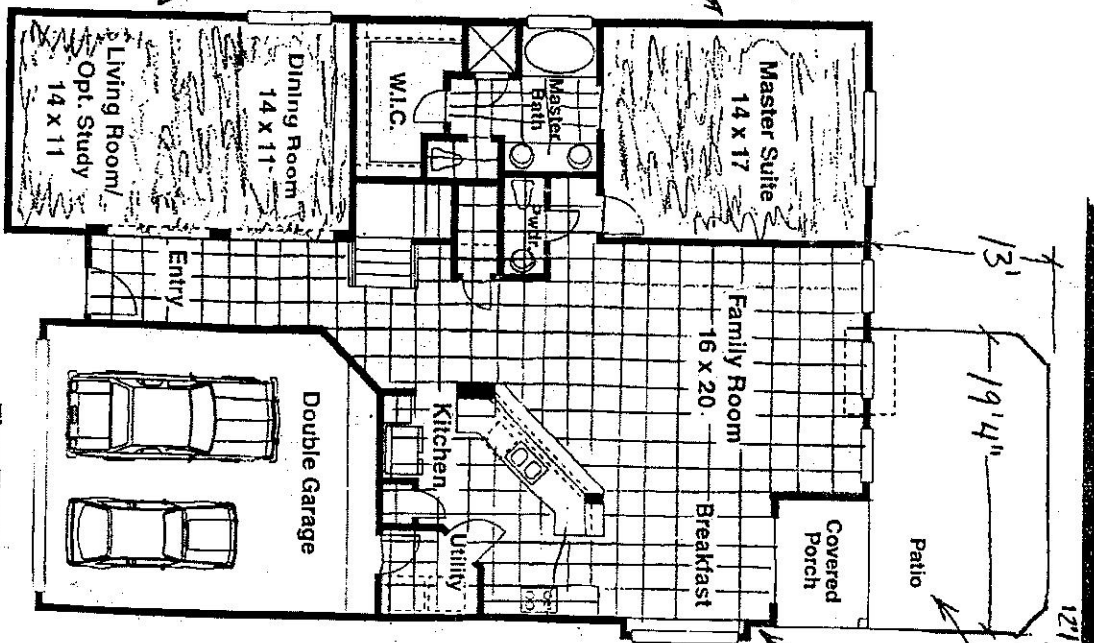 Living Room/
Opt. Study
14 x 11
Dining Room
14 x 11
W.I.C.
Master
Bath
Master Suite
14 x 17
13'
Pwdr.
Entry
Family Room
16 x 20
19'4"
Kitchen
Double Garage
Utility
Breakfast
Covered
Porch
Patio